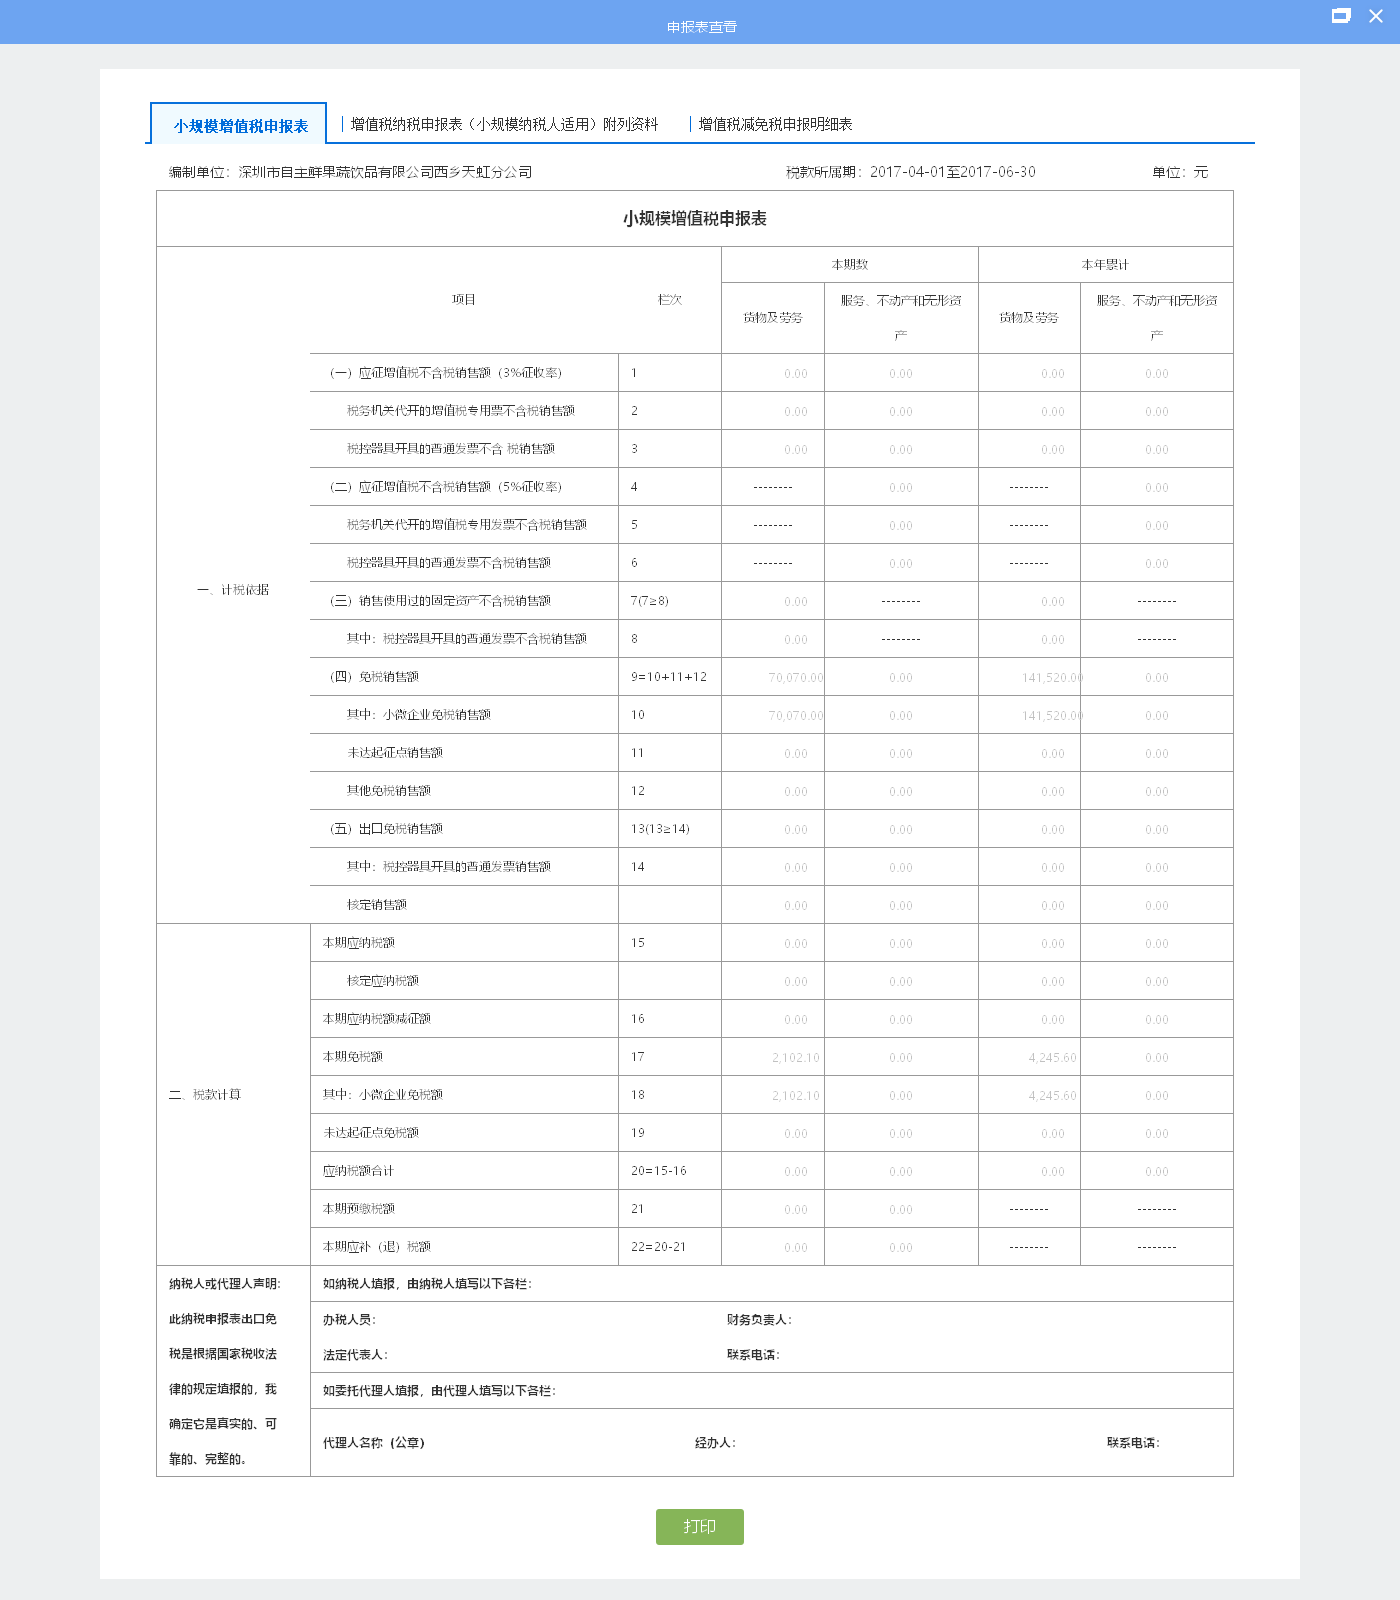 申报表查看
小规模增值税申报表 增值税纳税申报表（小规模纳税人适用）附列资料 增值税减免税申报明细表
编制单位：深圳市自主鲜果蔬饮品有限公司西乡天虹分公司 税款所属期：2017-04-01至2017-06-30 单位：元
小规模增值税申报表
本期数 本年累计
项目 栏次
货物及劳务 服务、不动产和无形资产 货物及劳务 服务、不动产和无形资产
（一）应征增值税不含税销售额（3%征收率） 1 0.00 0.00 0.00 0.00
税务机关代开的增值税专用票不含税销售额 2 0.00 0.00 0.00 0.00
税控器具开具的普通发票不含 税销售额 3 0.00 0.00 0.00 0.00
（二）应征增值税不含税销售额（5%征收率） 4 -------- 0.00 -------- 0.00
税务机关代开的增值税专用发票不含税销售额 5 -------- 0.00 -------- 0.00
税控器具开具的普通发票不含税销售额 6 -------- 0.00 -------- 0.00
一、计税依据
（三）销售使用过的固定资产不含税销售额 7(7≥8) 0.00 -------- 0.00 --------
其中：税控器具开具的普通发票不含税销售额 8 0.00 -------- 0.00 --------
（四）免税销售额 9=10+11+12 70,070.00 0.00 141,520.00 0.00
其中：小微企业免税销售额 10 70,070.00 0.00 141,520.00 0.00
未达起征点销售额 11 0.00 0.00 0.00 0.00
其他免税销售额 12 0.00 0.00 0.00 0.00
（五）出口免税销售额 13(13≥14) 0.00 0.00 0.00 0.00
其中：税控器具开具的普通发票销售额 14 0.00 0.00 0.00 0.00
核定销售额 0.00 0.00 0.00 0.00
本期应纳税额 15 0.00 0.00 0.00 0.00
核定应纳税额 0.00 0.00 0.00 0.00
本期应纳税额减征额 16 0.00 0.00 0.00 0.00
本期免税额 17 2,102.10 0.00 4,245.60 0.00
二、税款计算 其中：小微企业免税额 18 2,102.10 0.00 4,245.60 0.00
未达起征点免税额 19 0.00 0.00 0.00 0.00
应纳税额合计 20=15-16 0.00 0.00 0.00 0.00
本期预缴税额 21 0.00 0.00 -------- --------
本期应补（退）税额 22=20-21 0.00 0.00 -------- --------
纳税人或代理人声明： 如纳税人填报，由纳税人填写以下各栏：
此纳税申报表出口免 办税人员： 财务负责人：
税是根据国家税收法 法定代表人： 联系电话：
律的规定填报的，我 如委托代理人填报，由代理人填写以下各栏：
确定它是真实的、可
靠的、完整的。 代理人名称（公章） 经办人： 联系电话：
打印